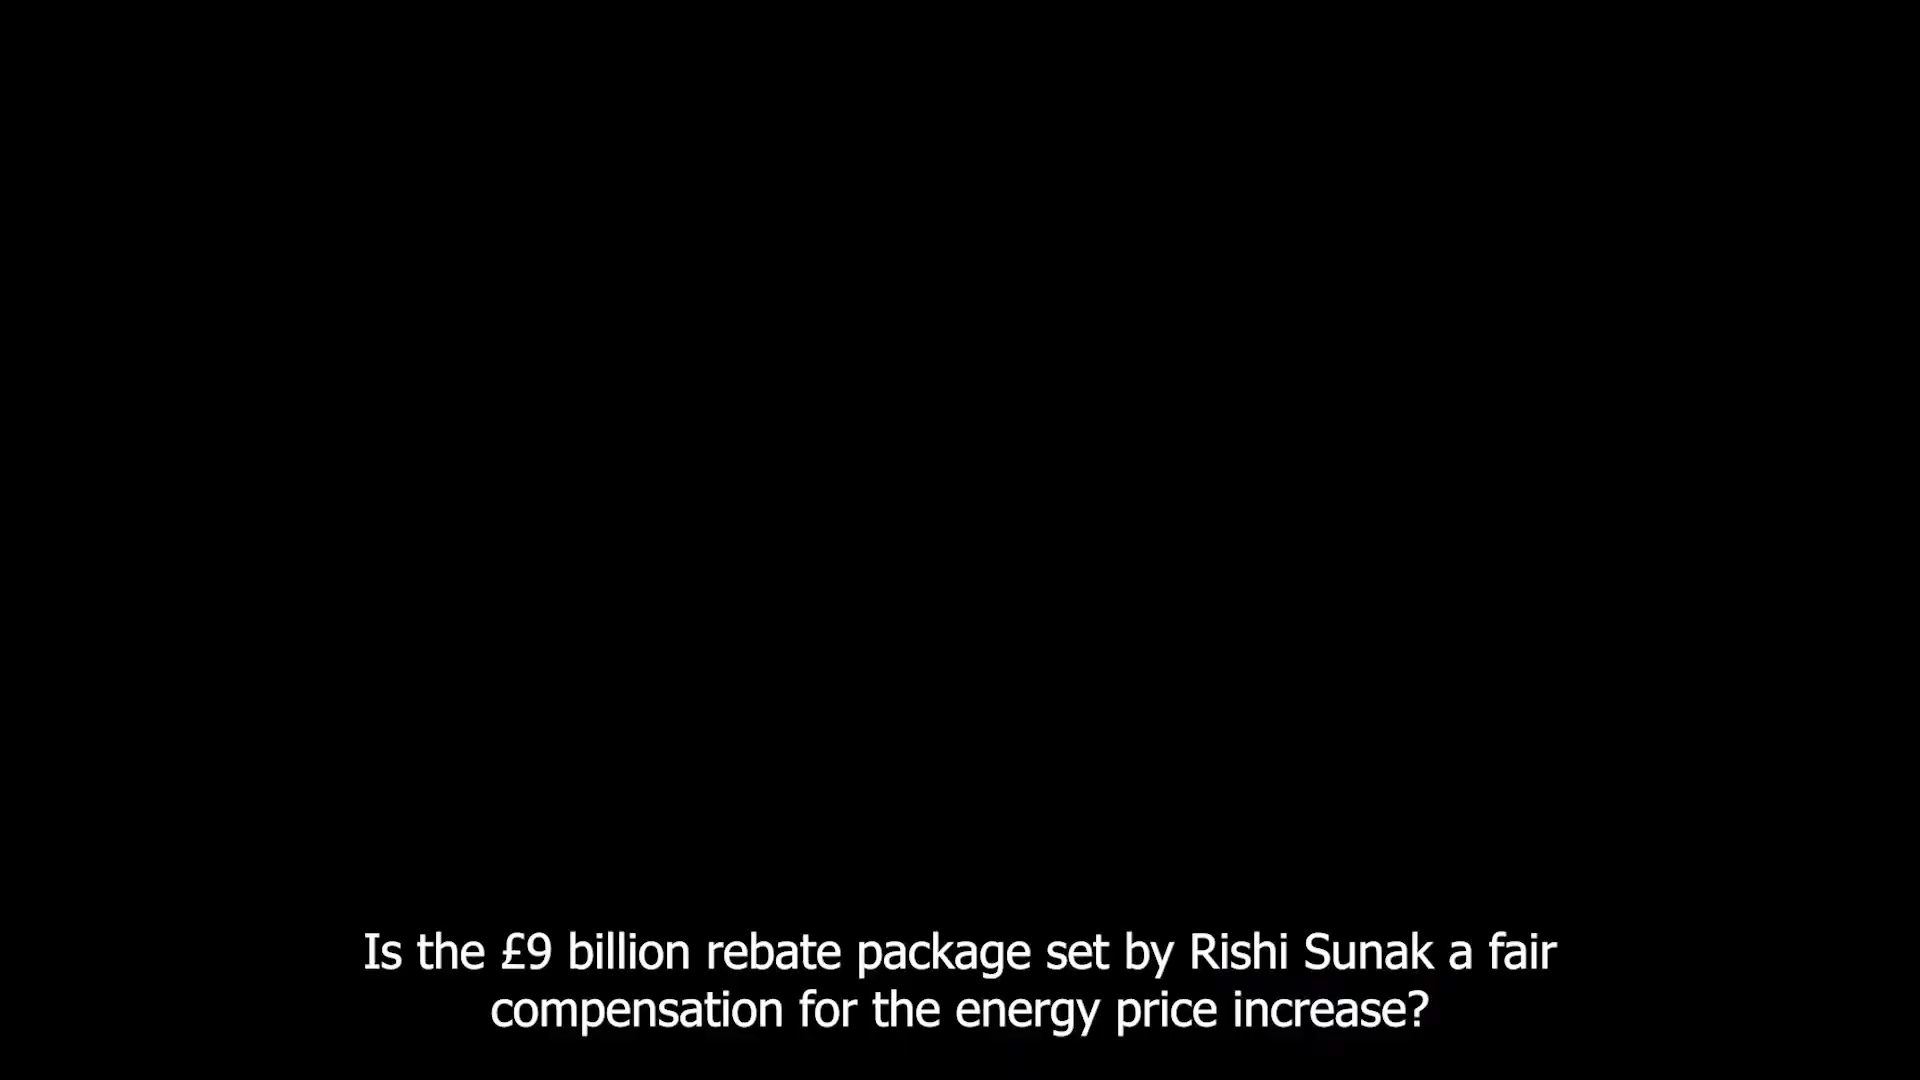 Is the £9 billion rebate package set by Rishi Sunak a fair
compensation for the energy price increase?